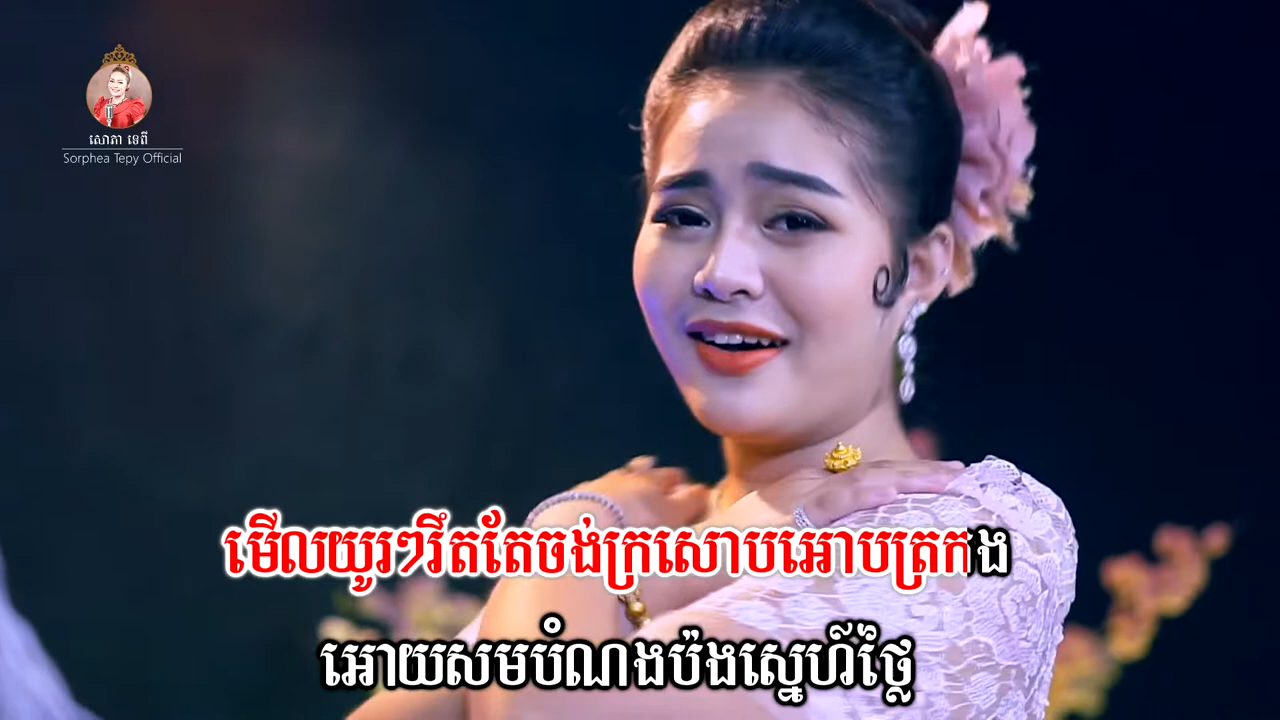 សោភា ទេពី
Sorphea Tepy Official
មើលយូរៗរឹតតែចង់ក្រសោបអោបត្រកង
អោយសមបំណងប៉ងស្នេហ៍ថ្លៃ